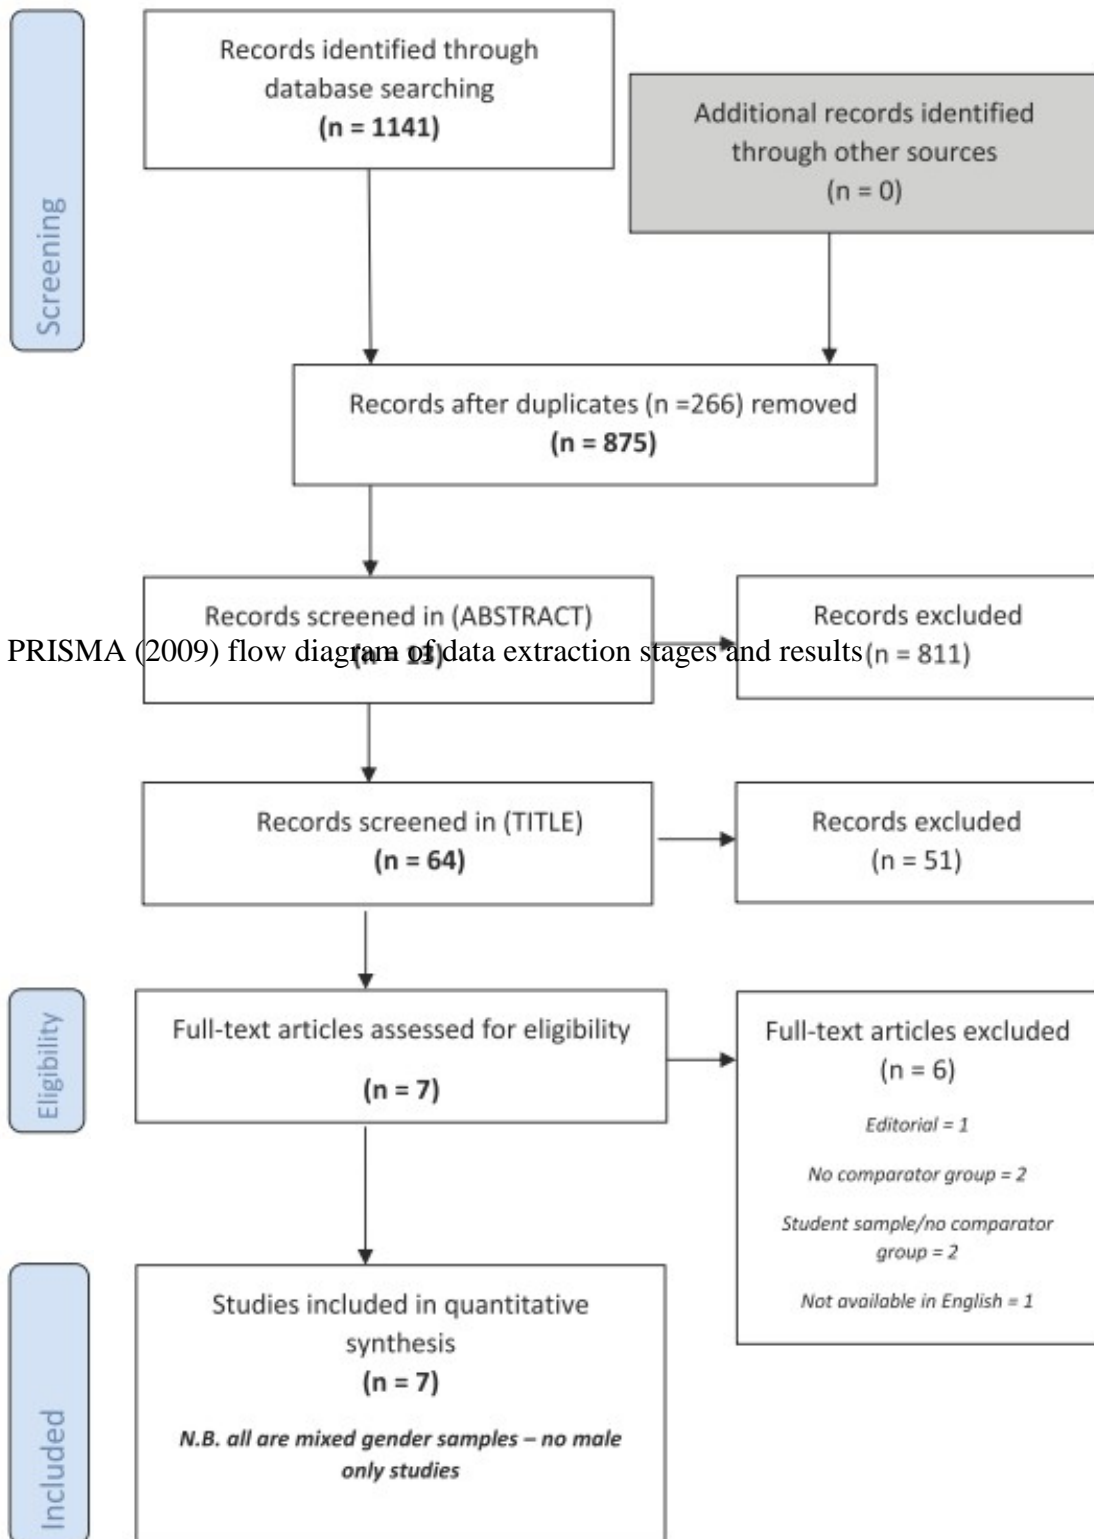 Screening
Records identified through
database searching
(n = 1141)
Additional records identified
through other sources
(n = 0)
Records after duplicates (n =266) removed
(n = 875)
Records screened in (ABSTRACT)
Records excluded
(n = 811)
PRISMA (2009) flow diagram of data extraction stages and results
Records screened in (TITLE)
(n = 64)
Records excluded
(n = 51)
Eligibility
Full-text articles assessed for eligibility
(n = 7)
Full-text articles excluded
(n = 6)
Editorial = 1
No comparator group = 2
Student sample/no comparator
group = 2
Not available in English = 1
Included
Studies included in quantitative
synthesis
(n = 7)
N.B. all are mixed gender samples – no male
only studies